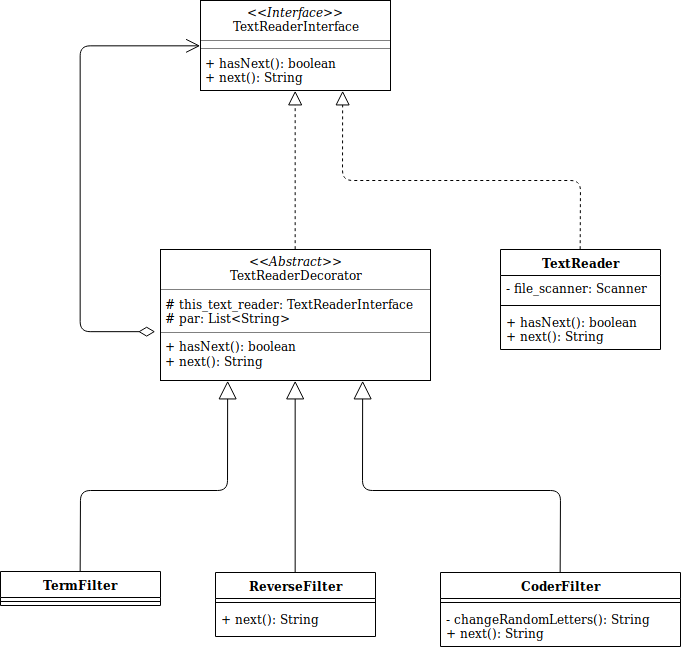 <<Interface>>
TextReaderInterface
+ hasNext(): boolean
+ next(): String
<<Abstract>>
TextReaderDecorator
# this_text_reader: TextReaderInterface
# par: List<String>
+ hasNext(): boolean
+ next(): String
TextReader
- file_scanner: Scanner
+ hasNext(): boolean
+ next(): String
TermFilter
ReverseFilter
+ next(): String
CoderFilter
- changeRandomLetters(): String
+ next(): String